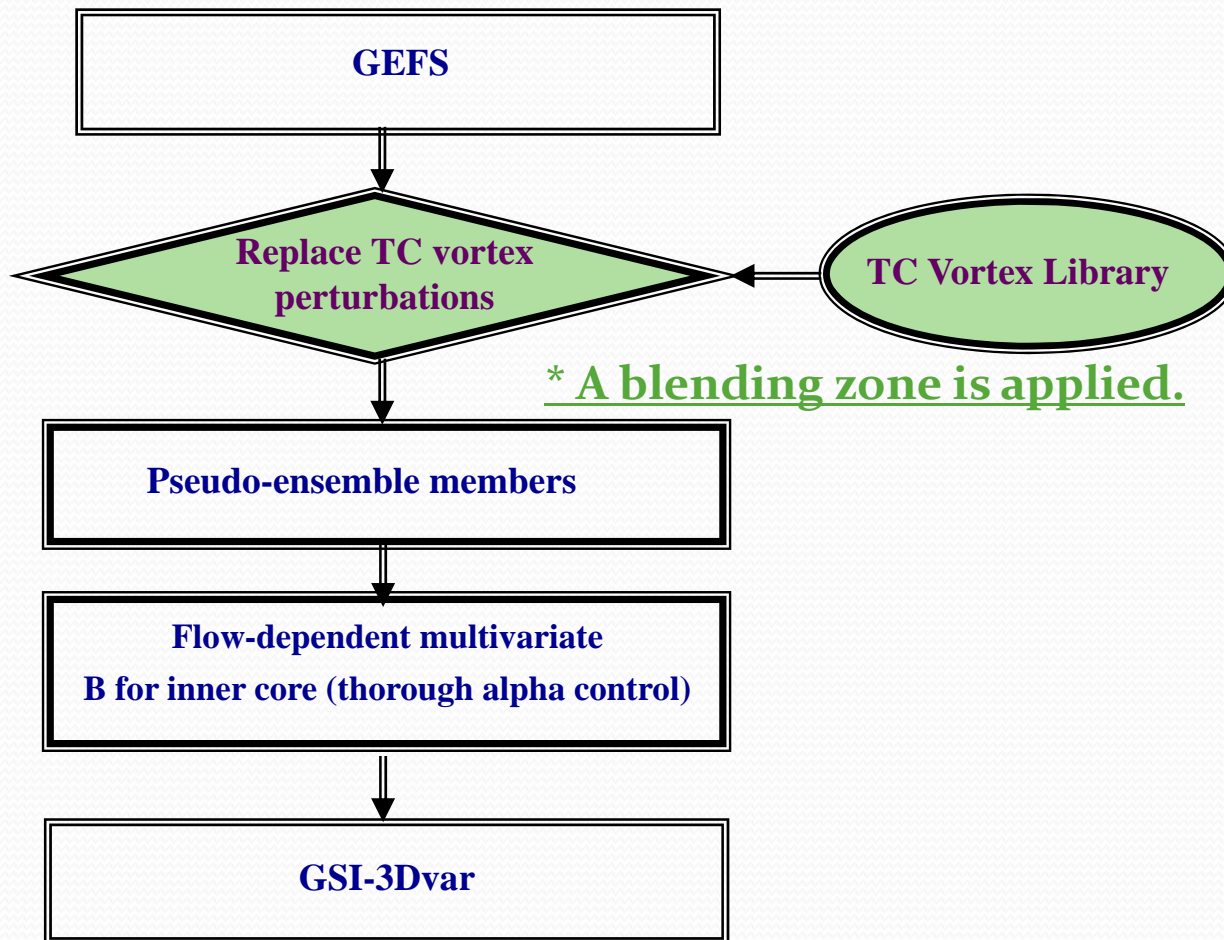 GEFS
Replace TC vortex
perturbations
TC Vortex Library
* A blending zone is applied.
Pseudo-ensemble members
Flow-dependent multivariate
B for inner core (thorough alpha control)
GSI-3Dvar